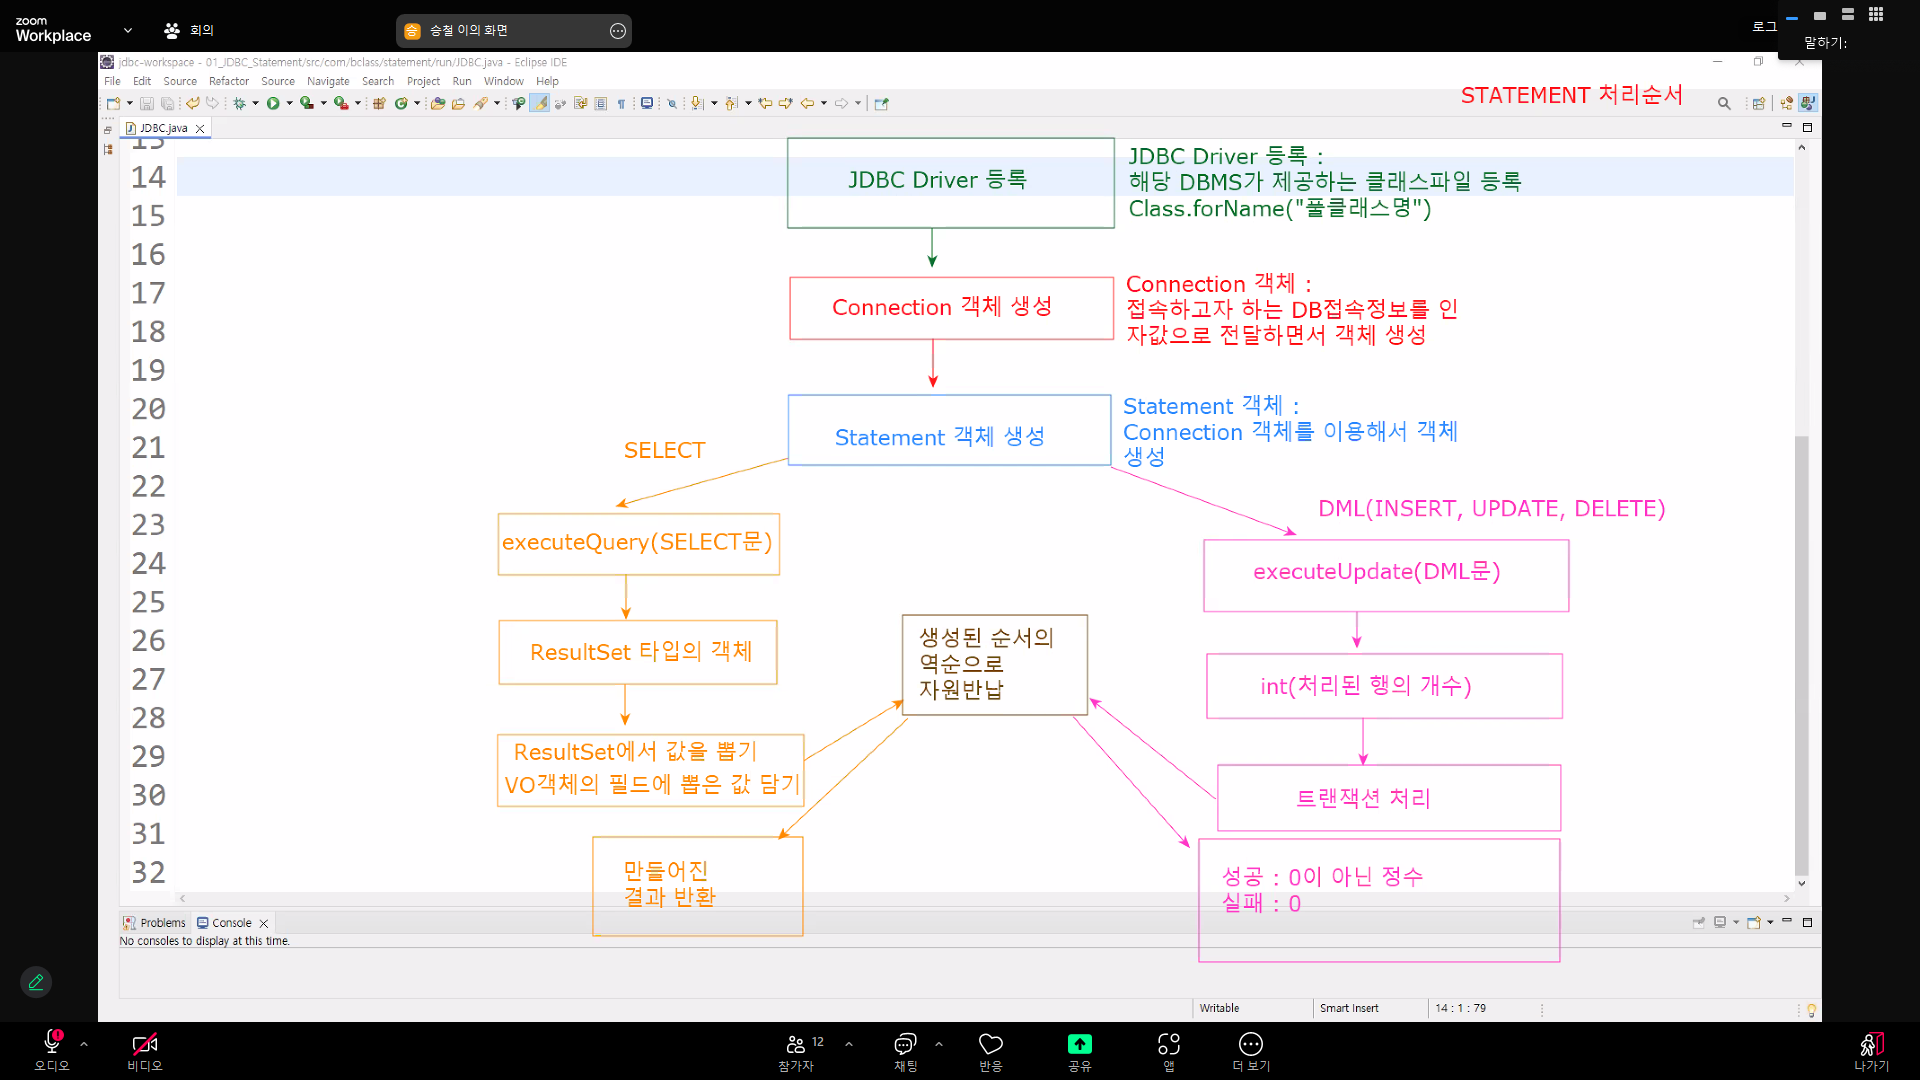 zoom
Workplace
회의
승
승철 이의 화면
로그
말하기:
jdbc-workspace - 01_JDBC_Statement/src/com/bclass/statement/run/JDBC.java - Eclipse IDE
File Edit Source Refactor Source Navigate Search Project Run Window Help
STATEMENT 처리순서
JDBC.java
13
14
15
16
17
18
19
20
21
22
23
24
25
26
27
28
29
30
31
32
JDBC Driver 등록
JDBC Driver 등록 :
해당 DBMS가 제공하는 클래스파일 등록
Class.forName("풀클래스명")
Connection 객체 생성
Connection 객체 :
접속하고자 하는 DB접속정보를 인
자값으로 전달하면서 객체 생성
Statement 객체 생성
Statement 객체 :
Connection 객체를 이용해서 객체
생성
SELECT
executeQuery(SELECT문)
ResultSet 타입의 객체
ResultSet에서 값을 뽑기
VO객체의 필드에 뽑은 값 담기
만들어진
결과 반환
생성된 순서의
역순으로
자원반납
DML(INSERT, UPDATE, DELETE)
executeUpdate(DML문)
int(처리된 행의 개수)
트랜잭션 처리
성공 : 0이 아닌 정수
실패 : 0
Problems Console
No consoles to display at this time.
Writable Smart Insert 14 : 1 : 79
오디오
비디오
12
참가자
채팅
반응
공유
앱
더 보기
나가기